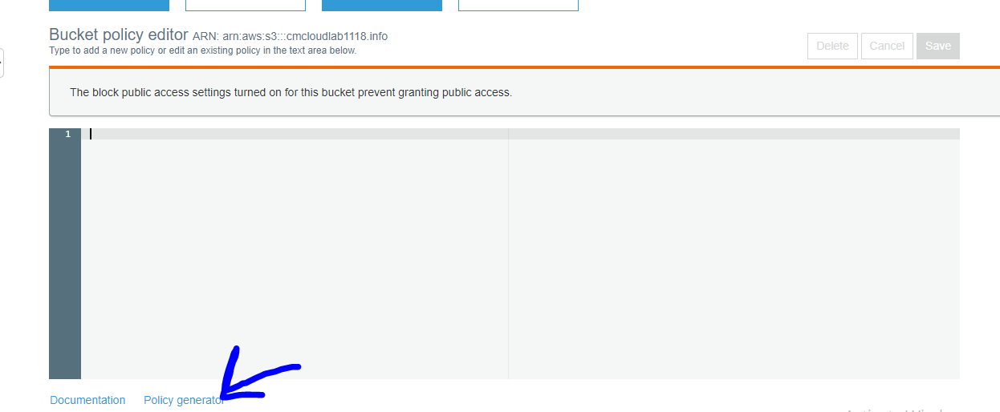 Bucket policy editor ARN: arn:aws:s3:::cmcloudlab1118.info
Type to add a new policy or edit an existing policy in the text area below.
Delete Cancel Save
The block public access settings turned on for this bucket prevent granting public access.
1
Documentation Policy generator